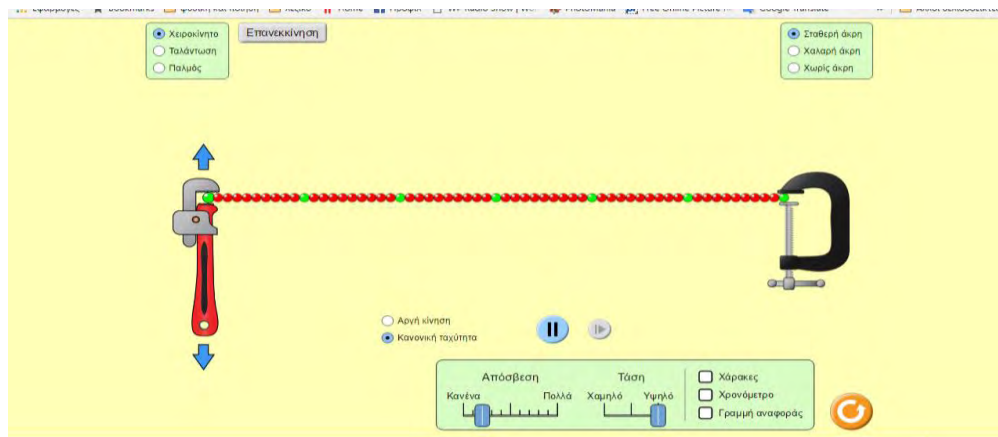 Χειροκίνητο
Ταλάντωση
Παλμός
Επανεκκίνηση
Σταθερή άκρη
Χαλαρή άκρη
Χωρίς άκρη
Αργή κίνηση
Κανονική ταχύτητα
Απόσβεση
Κανένα Πολλά
Τάση
Χαμηλό Υψηλό
Χάρακες
Χρονόμετρο
Γραμμή αναφοράς